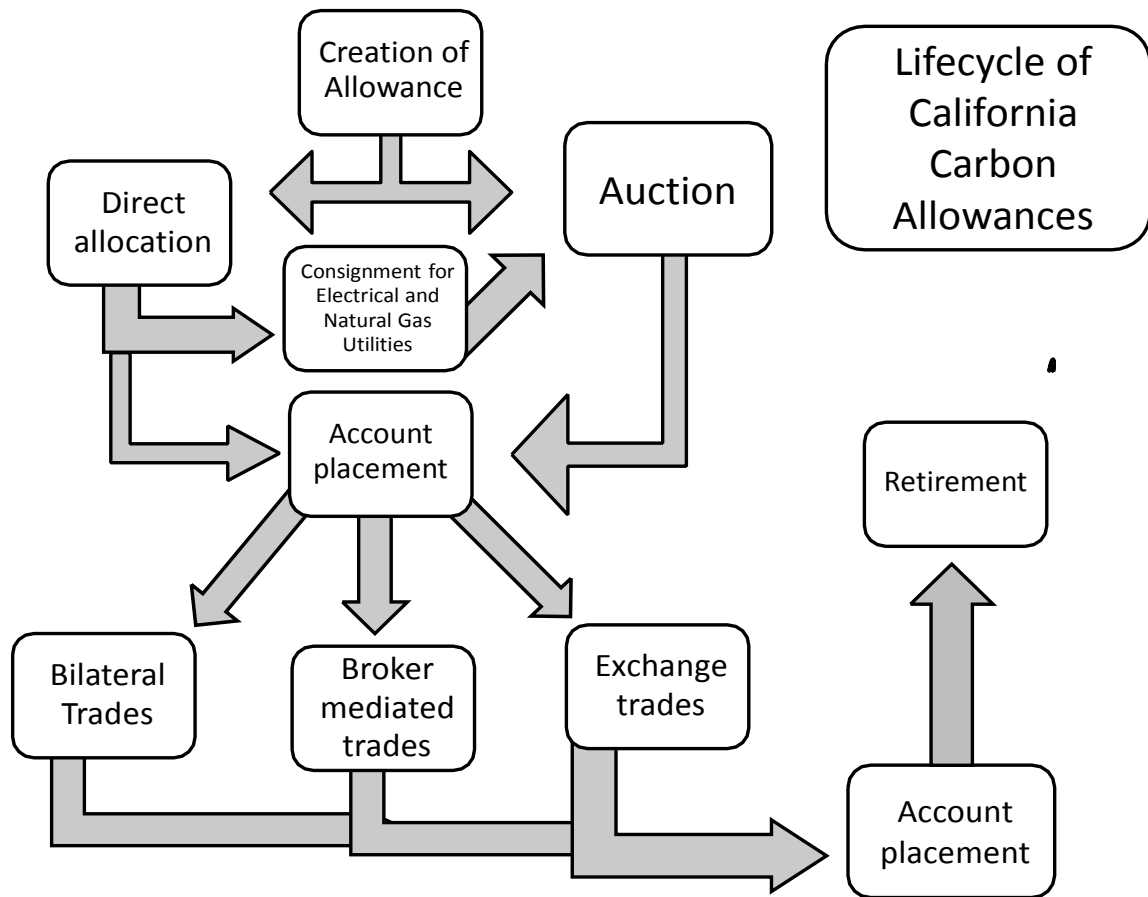 Creation of
Allowance
Lifecycle of
California
Carbon
Allowances
Direct
allocation
Auction
Consignment for
Electrical and
Natural Gas
Utilities
Account
placement
Retirement
Bilateral
Trades
Broker
mediated
trades
Exchange
trades
Account
placement